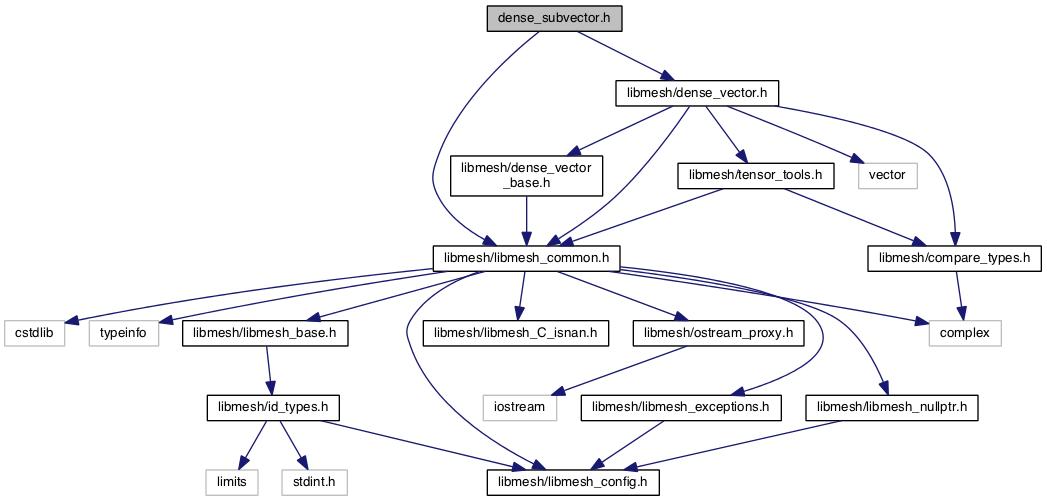 dense_subvector.h
libmesh/dense_vector.h
libmesh/dense_vector
_base.h
libmesh/tensor_tools.h
vector
libmesh/libmesh_common.h
libmesh/compare_types.h
cstdlib
typeinfo
libmesh/libmesh_base.h
libmesh/libmesh_C_isnan.h
libmesh/ostream_proxy.h
complex
libmesh/id_types.h
iostream
libmesh/libmesh_exceptions.h
libmesh/libmesh_nullptr.h
limits
stdint.h
libmesh/libmesh_config.h